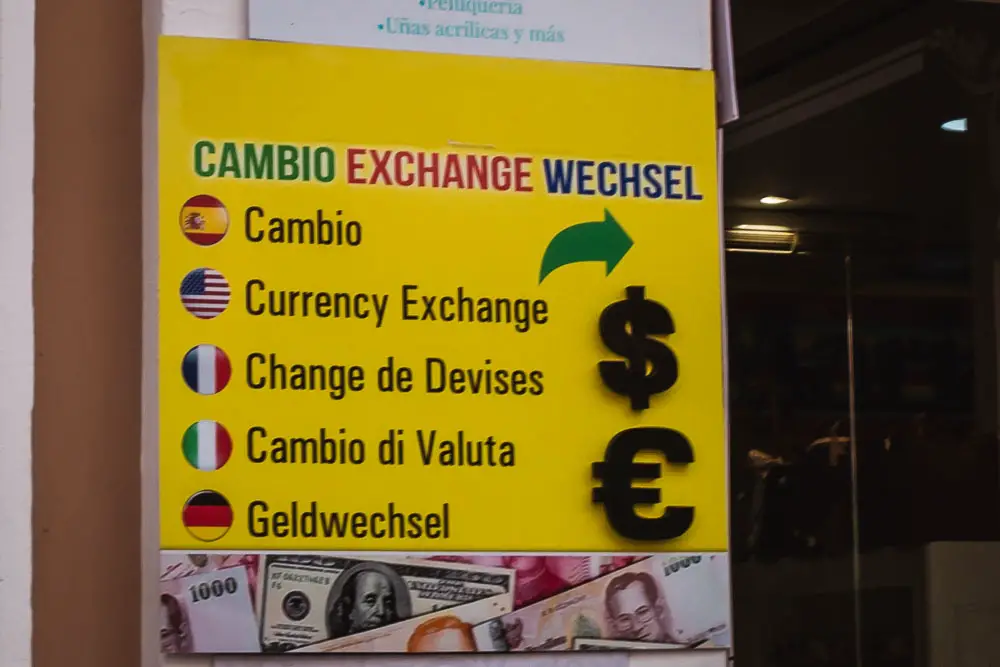 •Peluquería
•Uñas acrílicas y más
CAMBIO EXCHANGE WECHSEL
Cambio
Currency Exchange
Change de Devises
Cambio di Valuta
Geldwechsel
$
€
1000
1000